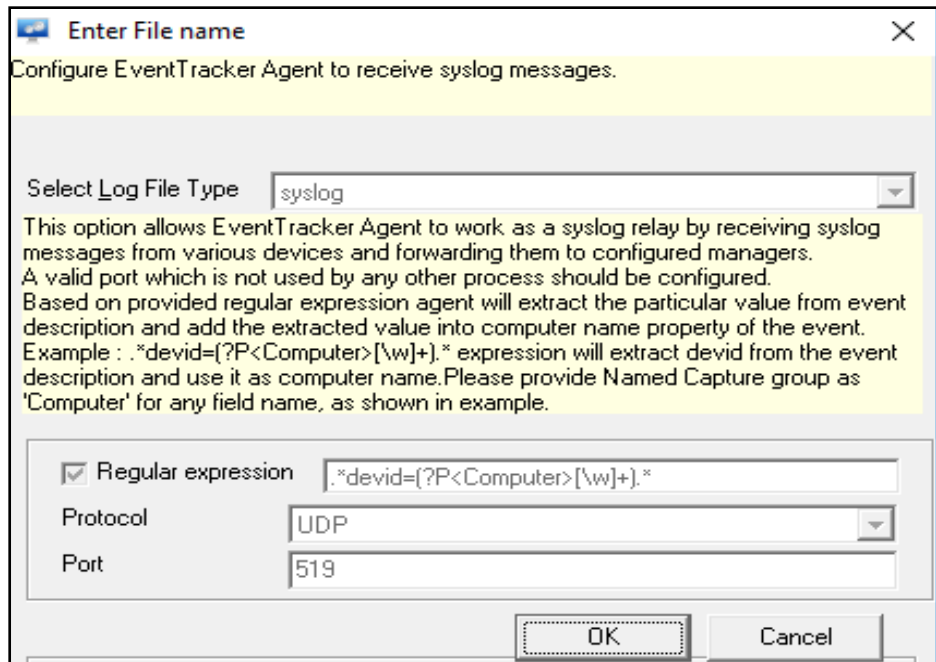 Enter File name
Configure EventTracker Agent to receive syslog messages.
Select Log File Type syslog
This option allows EventTracker Agent to work as a syslog relay by receiving syslog
messages from various devices and forwarding them to configured managers.
A valid port which is not used by any other process should be configured.
Based on provided regular expression agent will extract the particular value from event
description and add the extracted value into computer name property of the event.
Example : .*devid=(?P<Computer>[\w]+).* expression will extract devid from the event
description and use it as computer name.Please provide Named Capture group as
'Computer' for any field name, as shown in example.
Regular expression .*devid=(?P<Computer>[\w]+).*
Protocol UDP
Port 519
OK Cancel